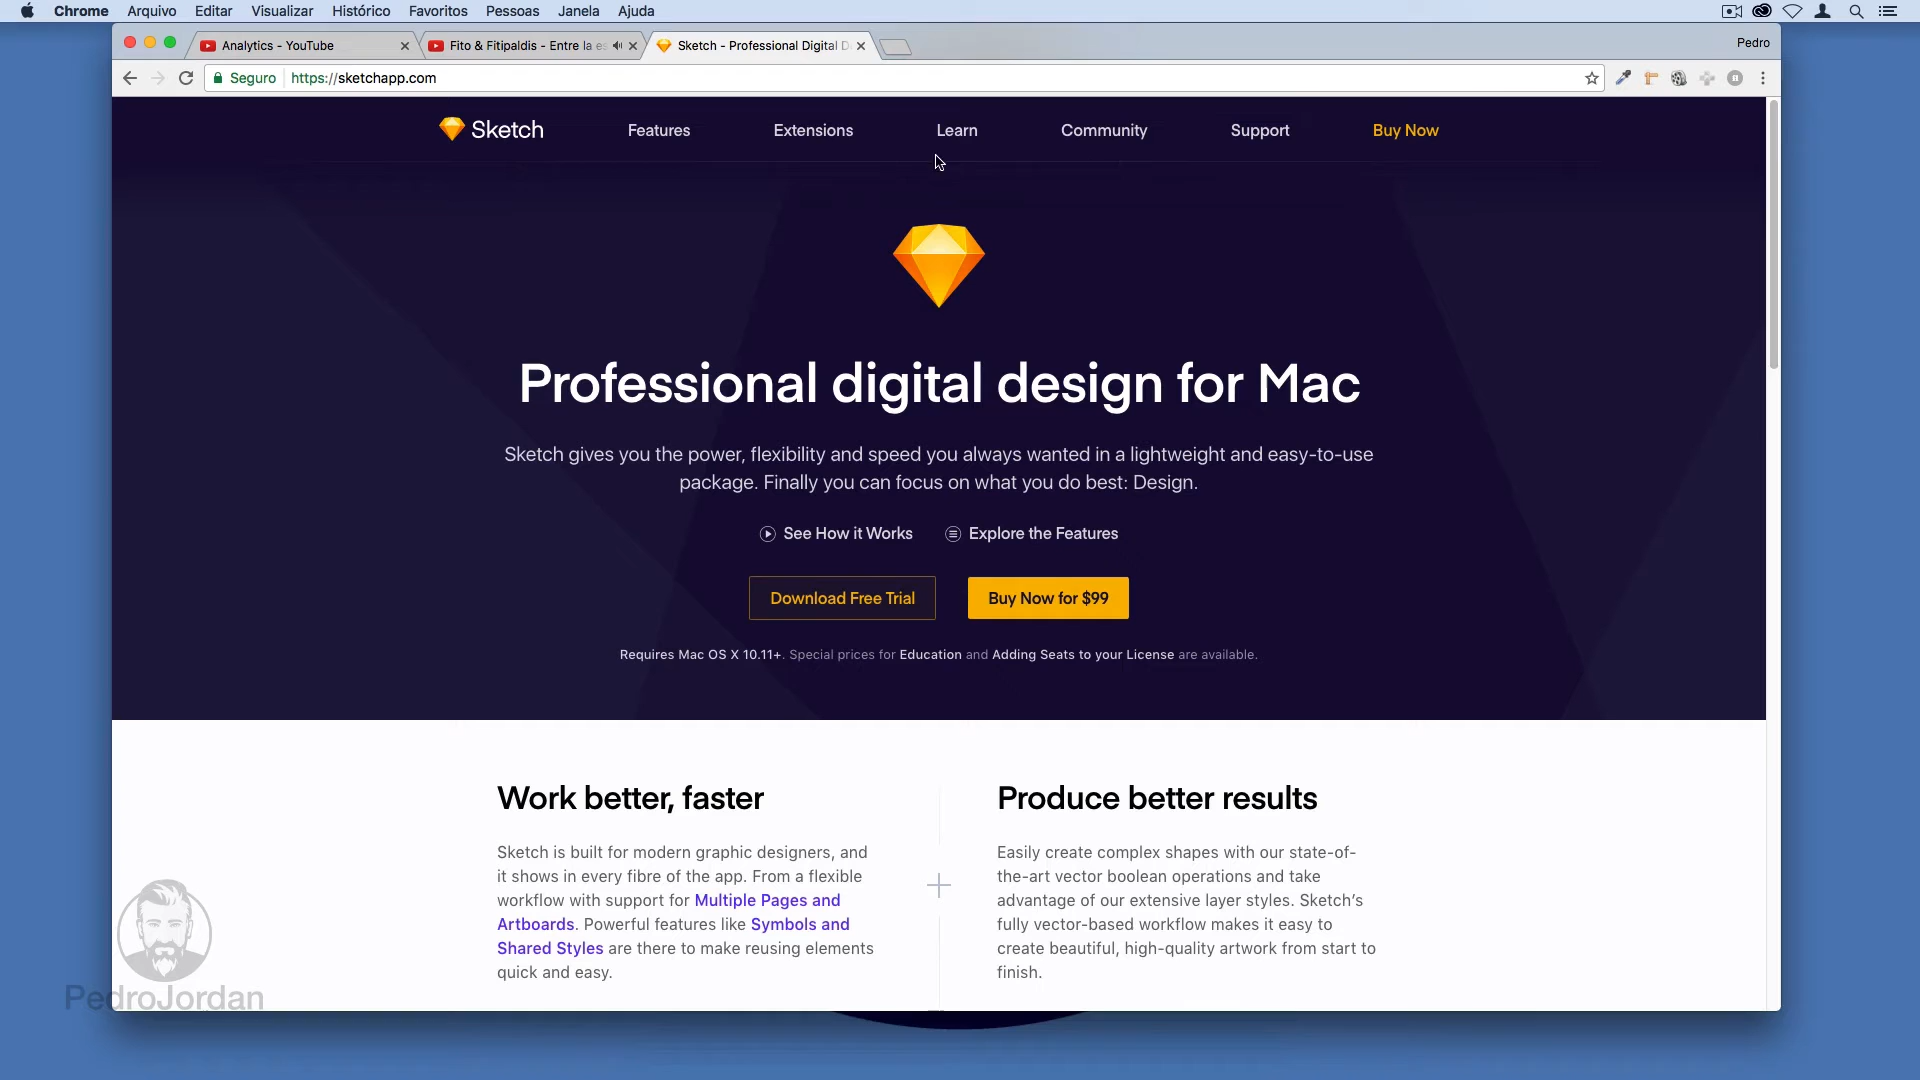 Chrome Arquivo Editar Visualizar Histórico Favoritos Pessoas Janela Ajuda
Analytics - YouTube
Fito & Fitipaldis - Entre la es
Sketch - Professional Digital D
Pedro
Seguro https://sketchapp.com
Sketch Features Extensions Learn Community Support Buy Now
Professional digital design for Mac
Sketch gives you the power, flexibility and speed you always wanted in a lightweight and easy-to-use
package. Finally you can focus on what you do best: Design.
See How it Works Explore the Features
Download Free Trial Buy Now for $99
Requires Mac OS X 10.11+. Special prices for Education and Adding Seats to your License are available.
Work better, faster
Sketch is built for modern graphic designers, and
it shows in every fibre of the app. From a flexible
workflow with support for Multiple Pages and
Artboards. Powerful features like Symbols and
Shared Styles are there to make reusing elements
quick and easy.
Produce better results
Easily create complex shapes with our state-of-
the-art vector boolean operations and take
advantage of our extensive layer styles. Sketch's
fully vector-based workflow makes it easy to
create beautiful, high-quality artwork from start to
finish.
PedroJordan